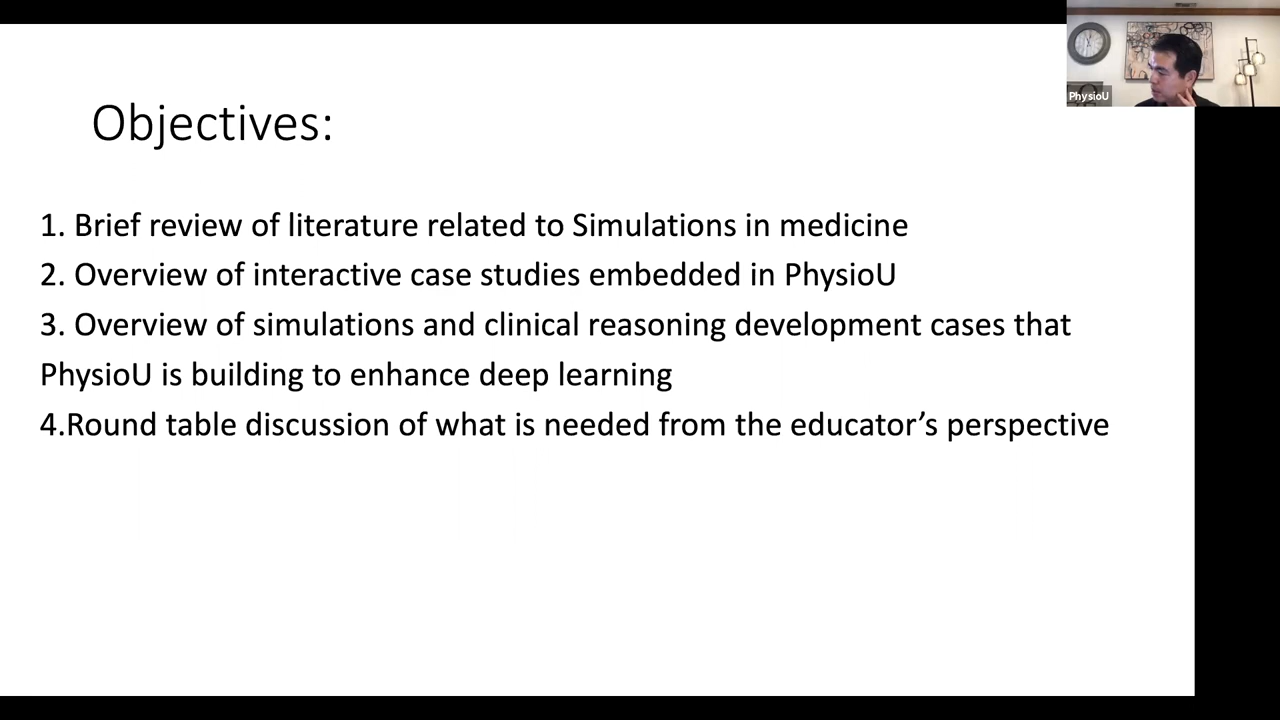 PhysioU
Objectives:
1. Brief review of literature related to Simulations in medicine
2. Overview of interactive case studies embedded in PhysioU
3. Overview of simulations and clinical reasoning development cases that
PhysioU is building to enhance deep learning
4.Round table discussion of what is needed from the educator’s perspective